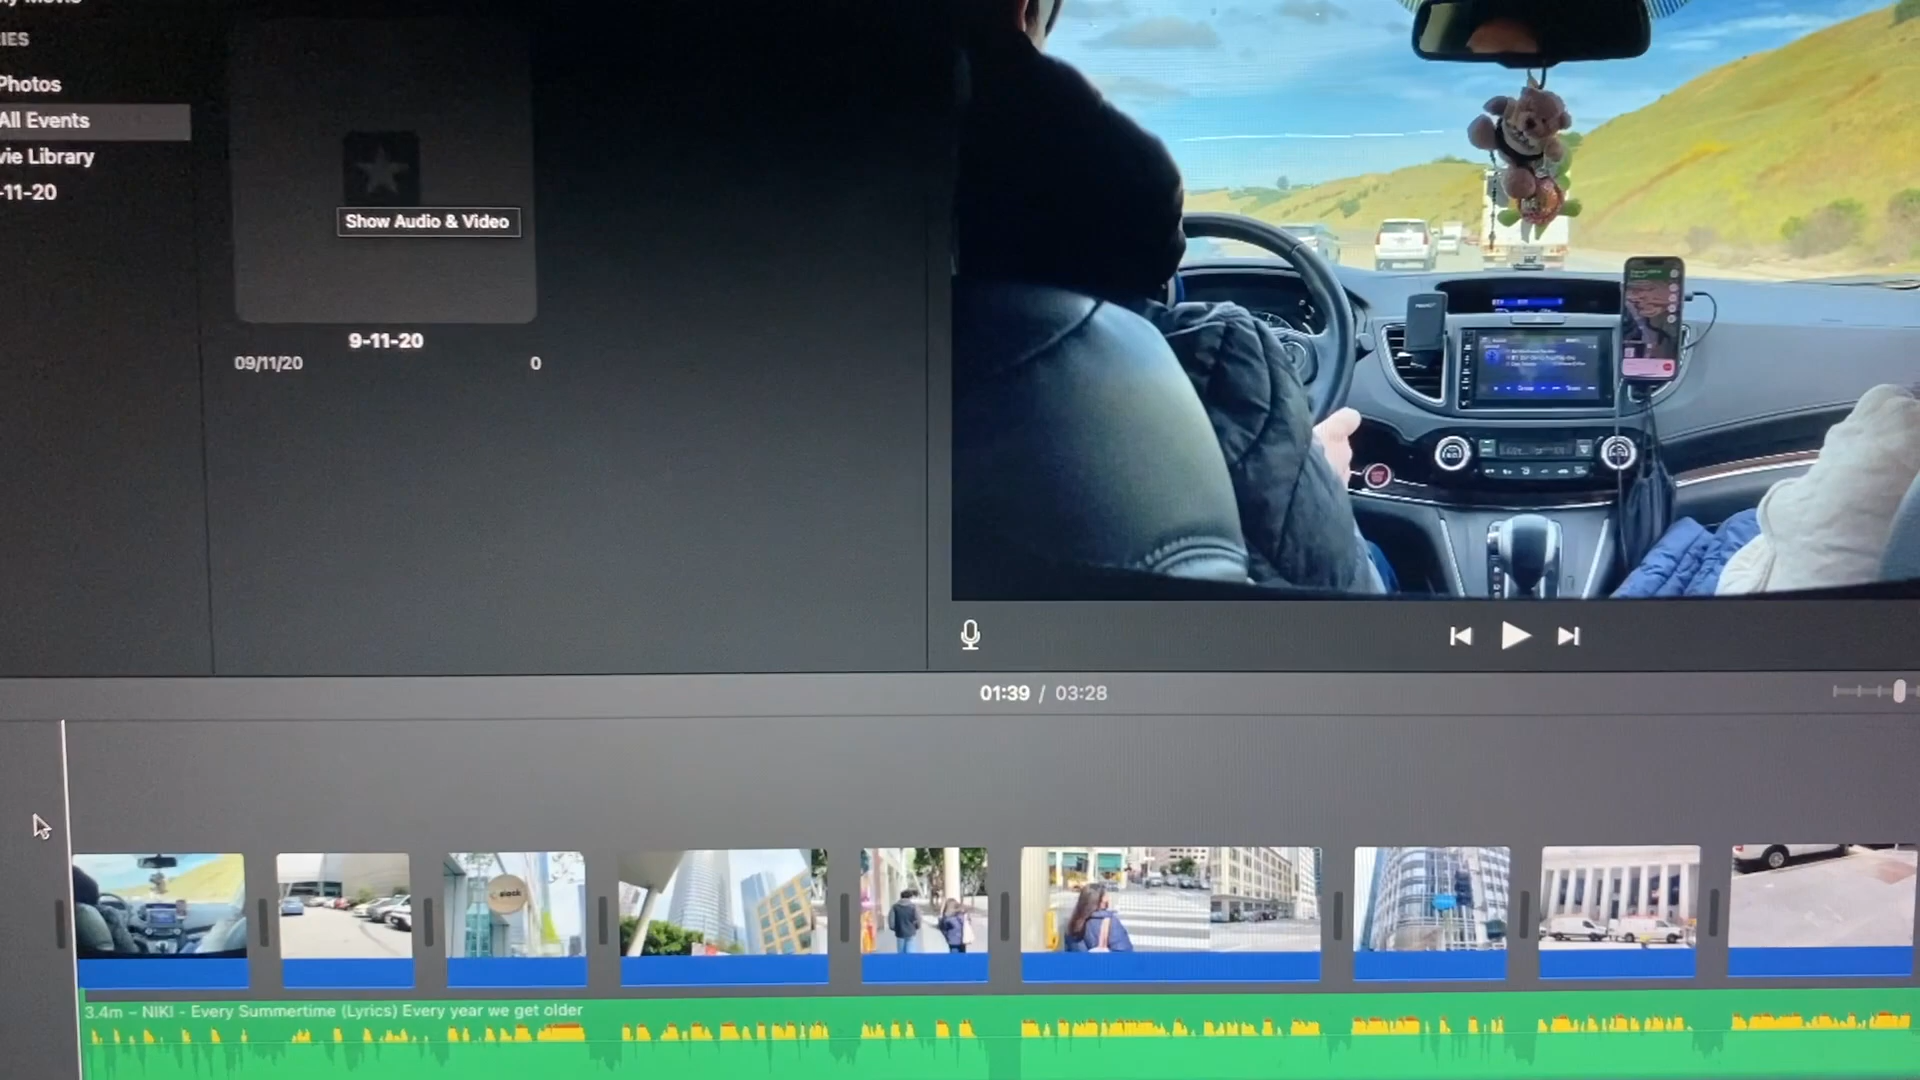 Photos
All Events
vie Library
-11-20
Show Audio & Video
9-11-20
09/11/20
0
01:39 / 03:28
slack
3.4m – NIKI - Every Summertime (Lyrics) Every year we get older